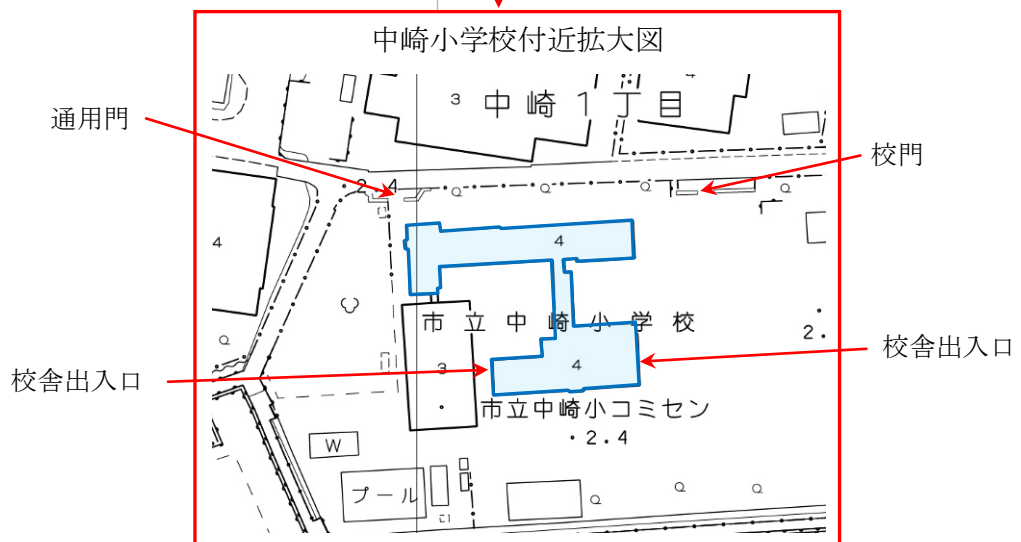 中崎小学校付近拡大図
4
3
中崎1丁目
通用門
校門
2.4
4
4
市立中崎小学校
2.
校舎出入口
校舎出入口
3
4
市立中崎小コミセン
・2.4
W
プール